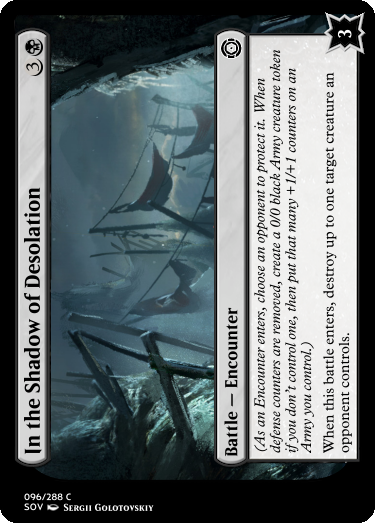 In the Shadow of Desolation 3
Battle — Encounter
(As an Encounter enters, choose an opponent to protect it. When
defense counters are removed, create a 0/0 black Army creature token
if you don't control one, then put that many +1/+1 counters on an
Army you control.)
When this battle enters, destroy up to one target creature an
opponent controls.
3
096/288 C
SOV Sergii Golotovskiy